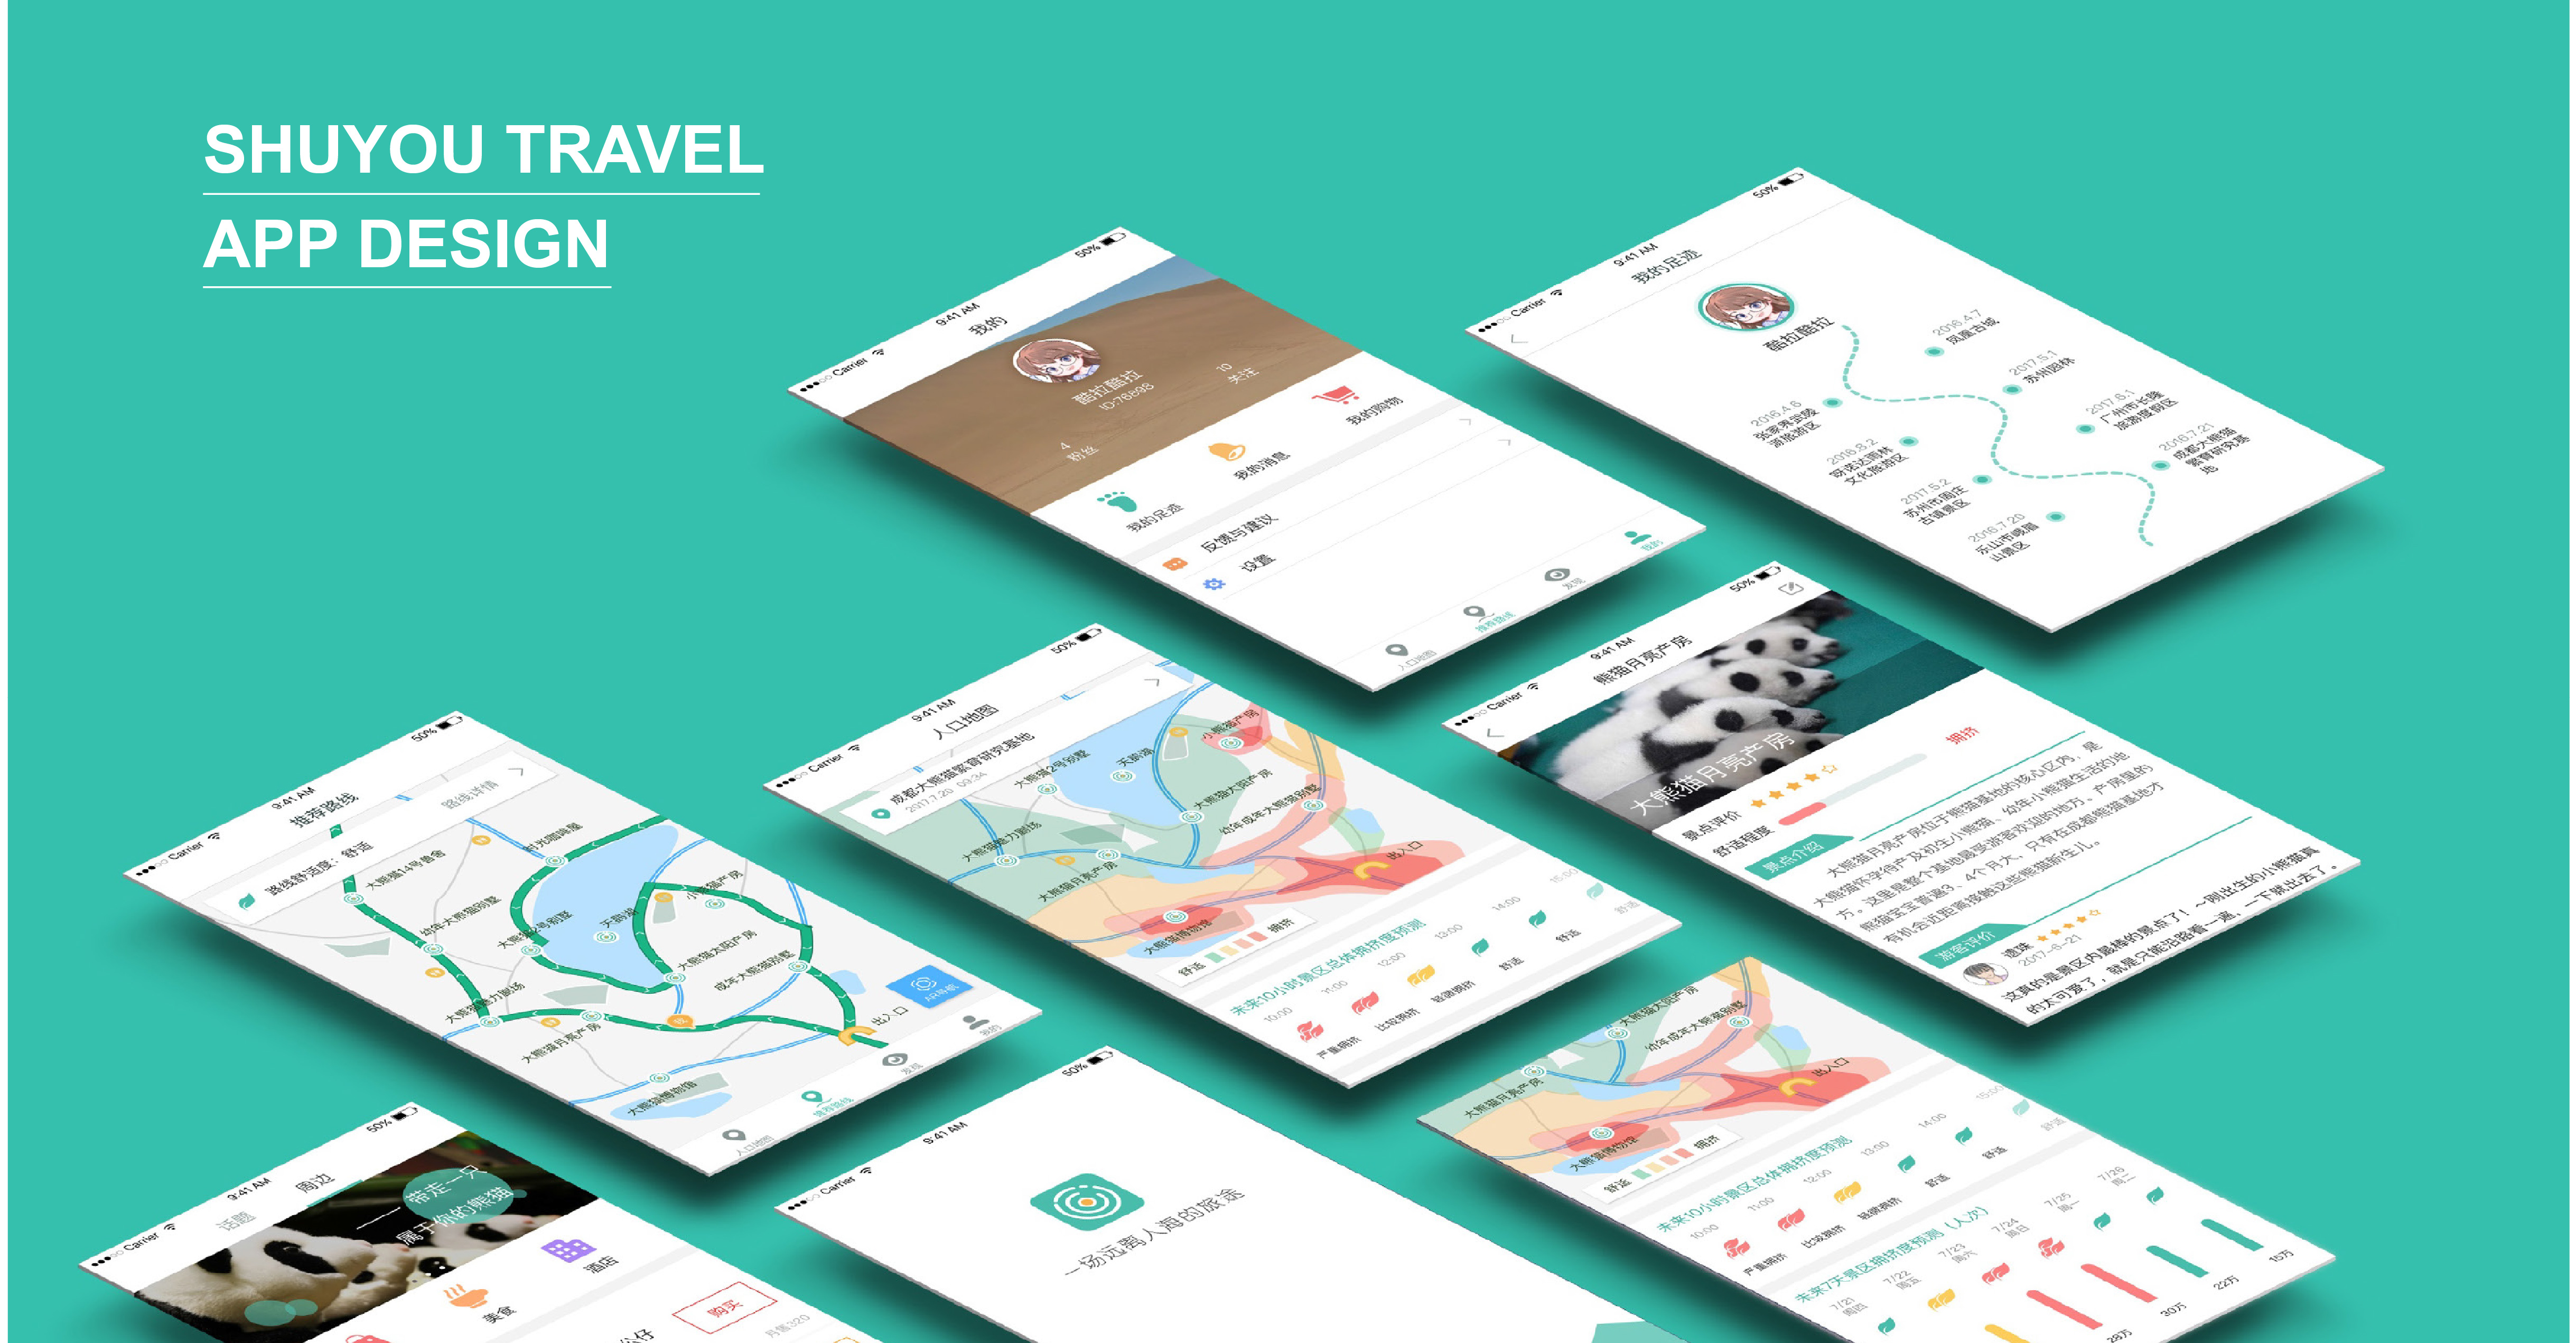 SHUYOU TRAVEL
APP DESIGN
Carrier
9:41 AM
50%
我的
酷拉酷拉
ID:76898
4
粉丝
10
关注
我的足迹
我的消息
我的购物
反馈与建议
设置
人口地图
推荐路线
发现
我的
Carrier
9:41 AM
50%
我的足迹
酷拉酷拉
2016.4.7
凤凰古城
2017.5.1
苏州园林
2017.6.1
广州市长隆
旅游度假区
2016.7.21
成都大熊猫
繁育研究基
地
2016.4.6
张家界武陵
源旅游区
2016.8.2
呀诺达雨林
文化旅游区
2017.5.2
苏州市周庄
古镇景区
2016.7.20
乐山市峨眉
山景区
Carrier
9:41 AM
50%
推荐路线
路线舒适度：舒适
路线详情
大熊猫14号兽舍
时光咖啡屋
幼年大熊猫别墅
天鹅湖
小熊猫产房
大熊猫太阳产房
成年大熊猫别墅
大熊猫魅力剧场
大熊猫月亮产房
我
出入口
大熊猫博物馆
AR导航
人口地图
推荐路线
发现
我的
Carrier
9:41 AM
50%
人口地图
成都大熊猫繁育研究基地
2017.7.20 09:34
大熊猫2号别墅
天鹅湖
小熊猫产房
大熊猫太阳产房
幼年成年大熊猫别墅
大熊猫魅力剧场
大熊猫月亮产房
出入口
大熊猫博物馆
舒适
拥挤
未来10小时景区总体拥挤度预测
10:00
11:00
12:00
13:00
14:00
15:00
严重拥挤
比较拥挤
轻微拥挤
舒适
舒适
舒适
Carrier
9:41 AM
50%
熊猫月亮产房
大熊猫月亮产房
景点评价
舒适程度
拥挤
景点介绍
大熊猫月亮产房位于熊猫基地的核心区内，是
大熊猫怀孕待产及初生小熊猫、幼年小熊猫生活的地
方。这里是整个基地最受游客欢迎的地方、产房里的
熊猫宝宝普遍3、4个月大，只有在成都熊猫基地才
有机会近距离接触这些熊猫新生儿。
游客评价
遗珠
2017-6-21
这真的是景区内最棒的景点了！～刚出生的小熊猫真
的太可爱了，就是只能沿路看一遍，一下就出去了。
Carrier
9:41 AM
50%
话题
周边
带走一只
属于你的熊猫
美食
酒店
公仔
购买
月售320
Carrier
9:41 AM
50%
一场远离人海的旅途
大熊猫太阳产房
幼年成年大熊猫别墅
大熊猫月亮产房
出入口
大熊猫博物馆
舒适
拥挤
未来10小时景区总体拥挤度预测
10:00
11:00
12:00
13:00
14:00
15:00
严重拥挤
比较拥挤
轻微拥挤
舒适
舒适
舒适
未来7天景区拥挤度预测（人次）
7/21
周四
7/22
周五
7/23
周六
7/24
周日
7/25
周一
7/26
周二
28万
30万
22万
15万